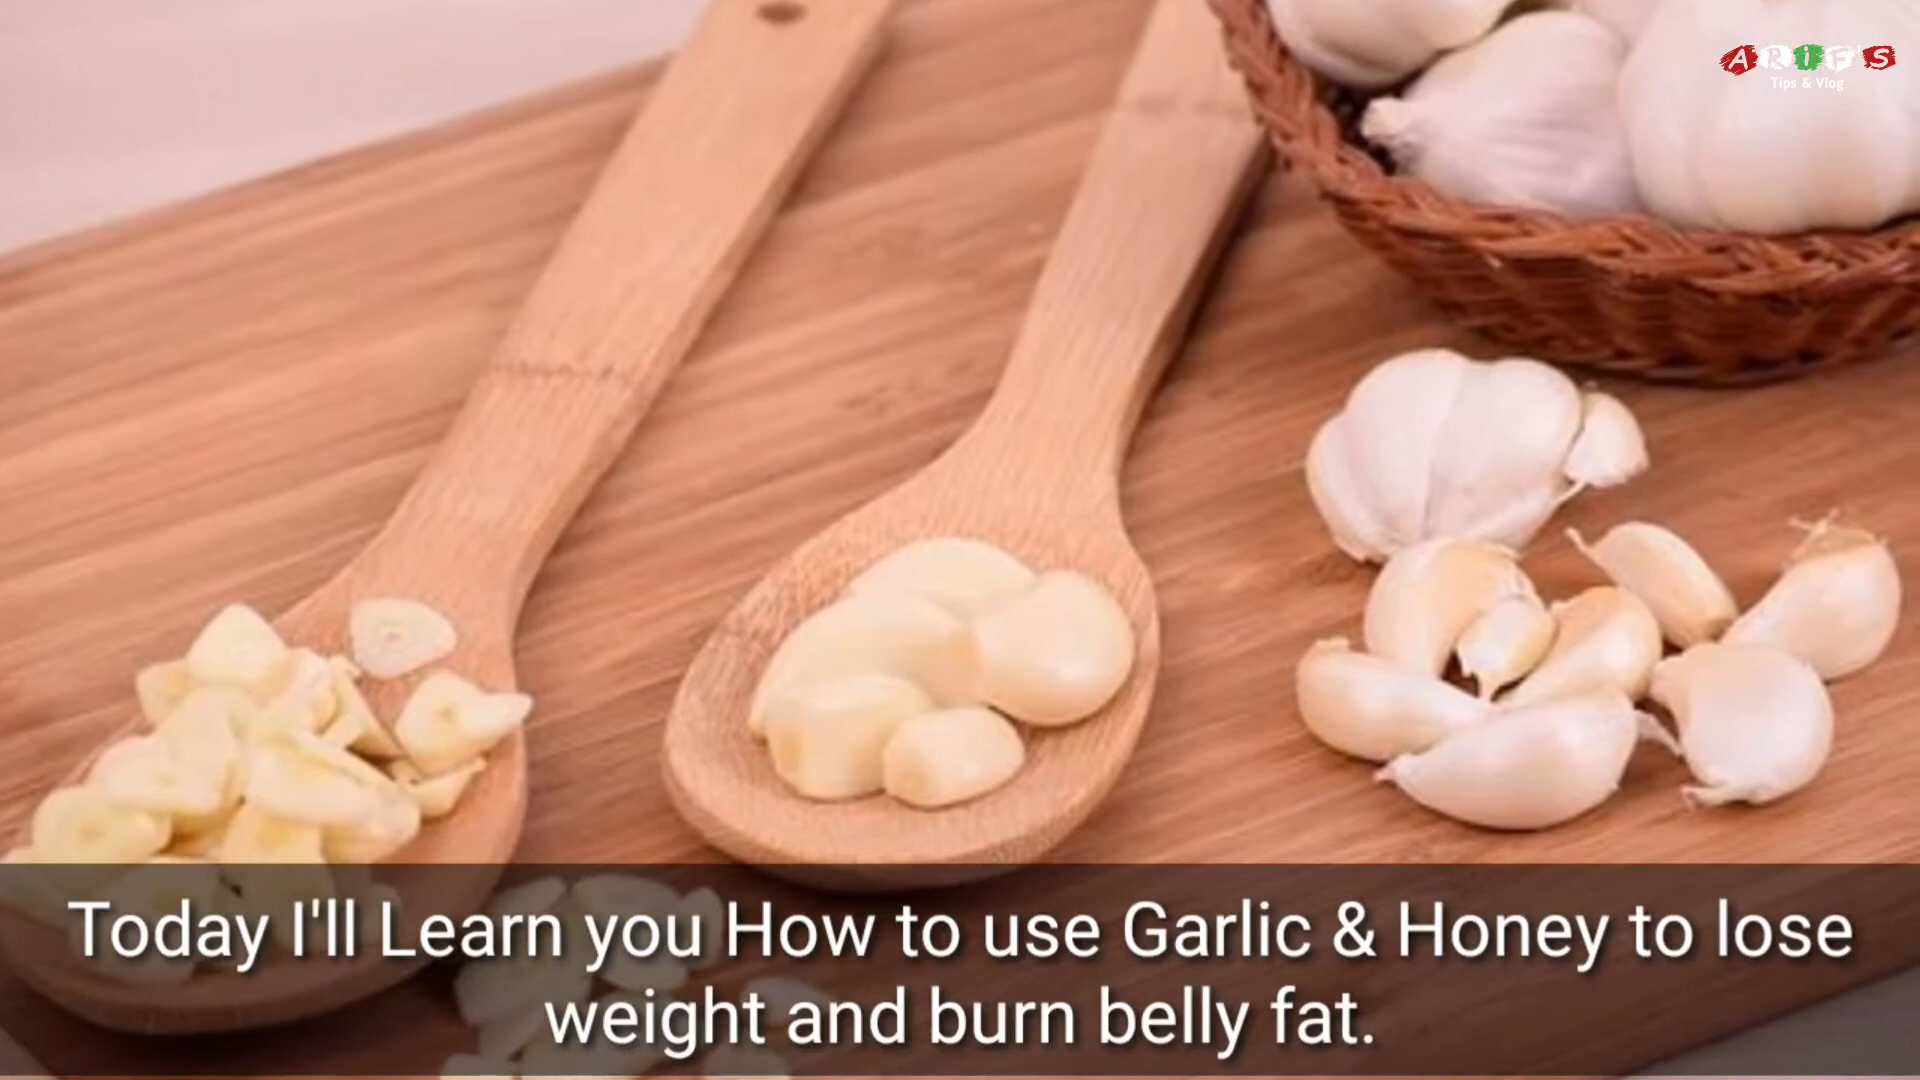 ARiF'S
Tips & Vlog
Today I'll Learn you How to use Garlic & Honey to lose
weight and burn belly fat.